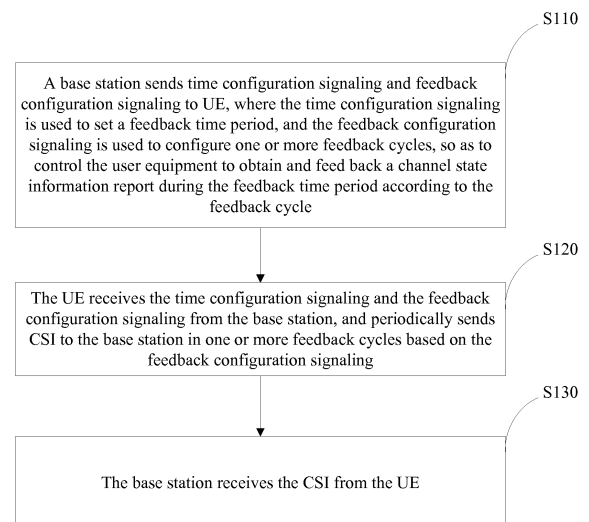 S110
A base station sends time configuration signaling and feedback
configuration signaling to UE, where the time configuration signaling
is used to set a feedback time period, and the feedback configuration
signaling is used to configure one or more feedback cycles, so as to
control the user equipment to obtain and feed back a channel state
information report during the feedback time period according to the
feedback cycle
S120
The UE receives the time configuration signaling and the feedback
configuration signaling from the base station, and periodically sends
CSI to the base station in one or more feedback cycles based on the
feedback configuration signaling
S130
The base station receives the CSI from the UE